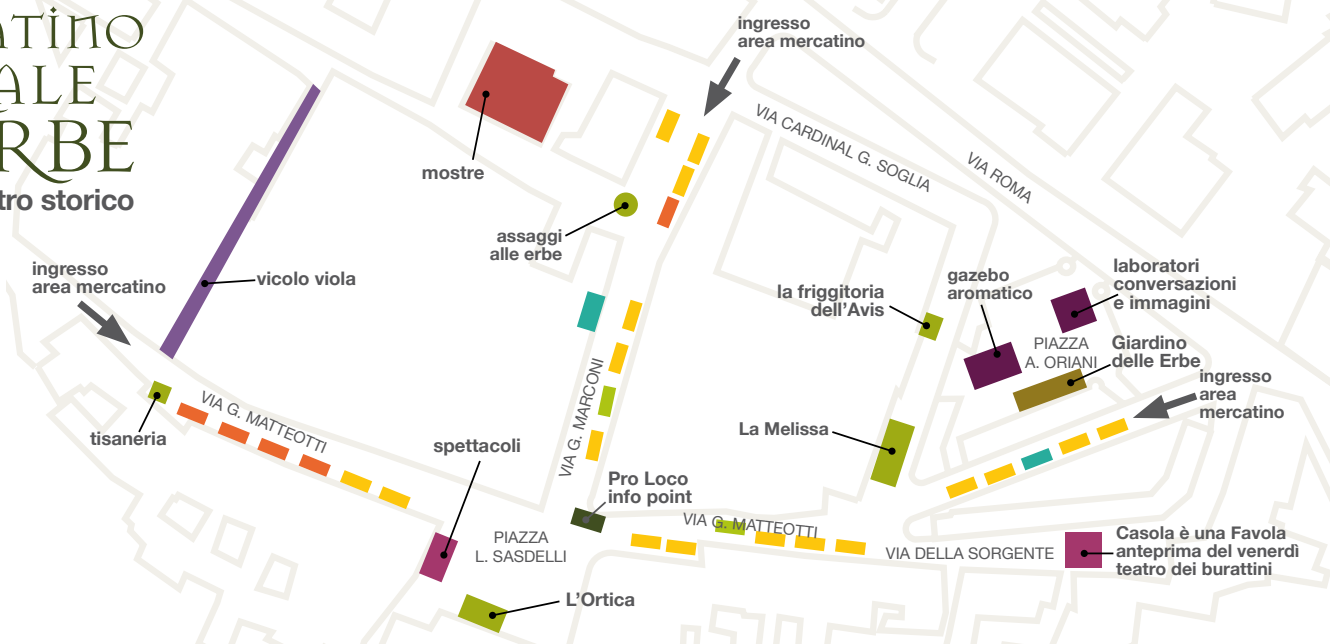 ATINO
ALE
RBE
tro storico
ingresso
area mercatino
mostre
VIA CARDINAL G. SOGLIA
VIA ROMA
assaggi
alle erbe
ingresso
area mercatino
vicolo viola
la friggitoria
dell'Avis
gazebo
aromatico
laboratori
conversazioni
e immagini
PIAZZA
A. ORIANI
Giardino
delle Erbe
ingresso
area
mercatino
VIA G. MARCONI
VIA G. MATTEOTTI
tisaneria
spettacoli
La Melissa
Pro Loco
info point
VIA G. MATTEOTTI
PIAZZA
L. SASDELLI
VIA DELLA SORGENTE
Casola è una Favola
anteprima del venerdì
teatro dei burattini
L'Ortica